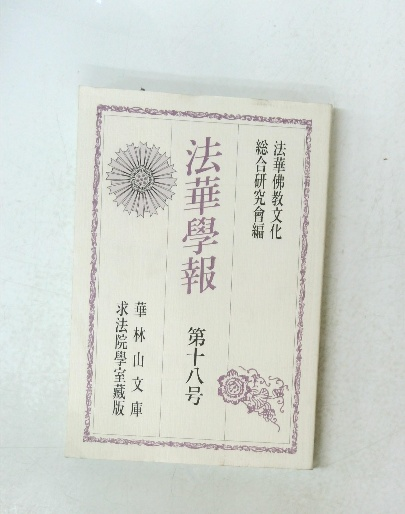 法華佛教文化
総合研究會編
法華學報
第十八号
華林山文庫
求法院學室藏版